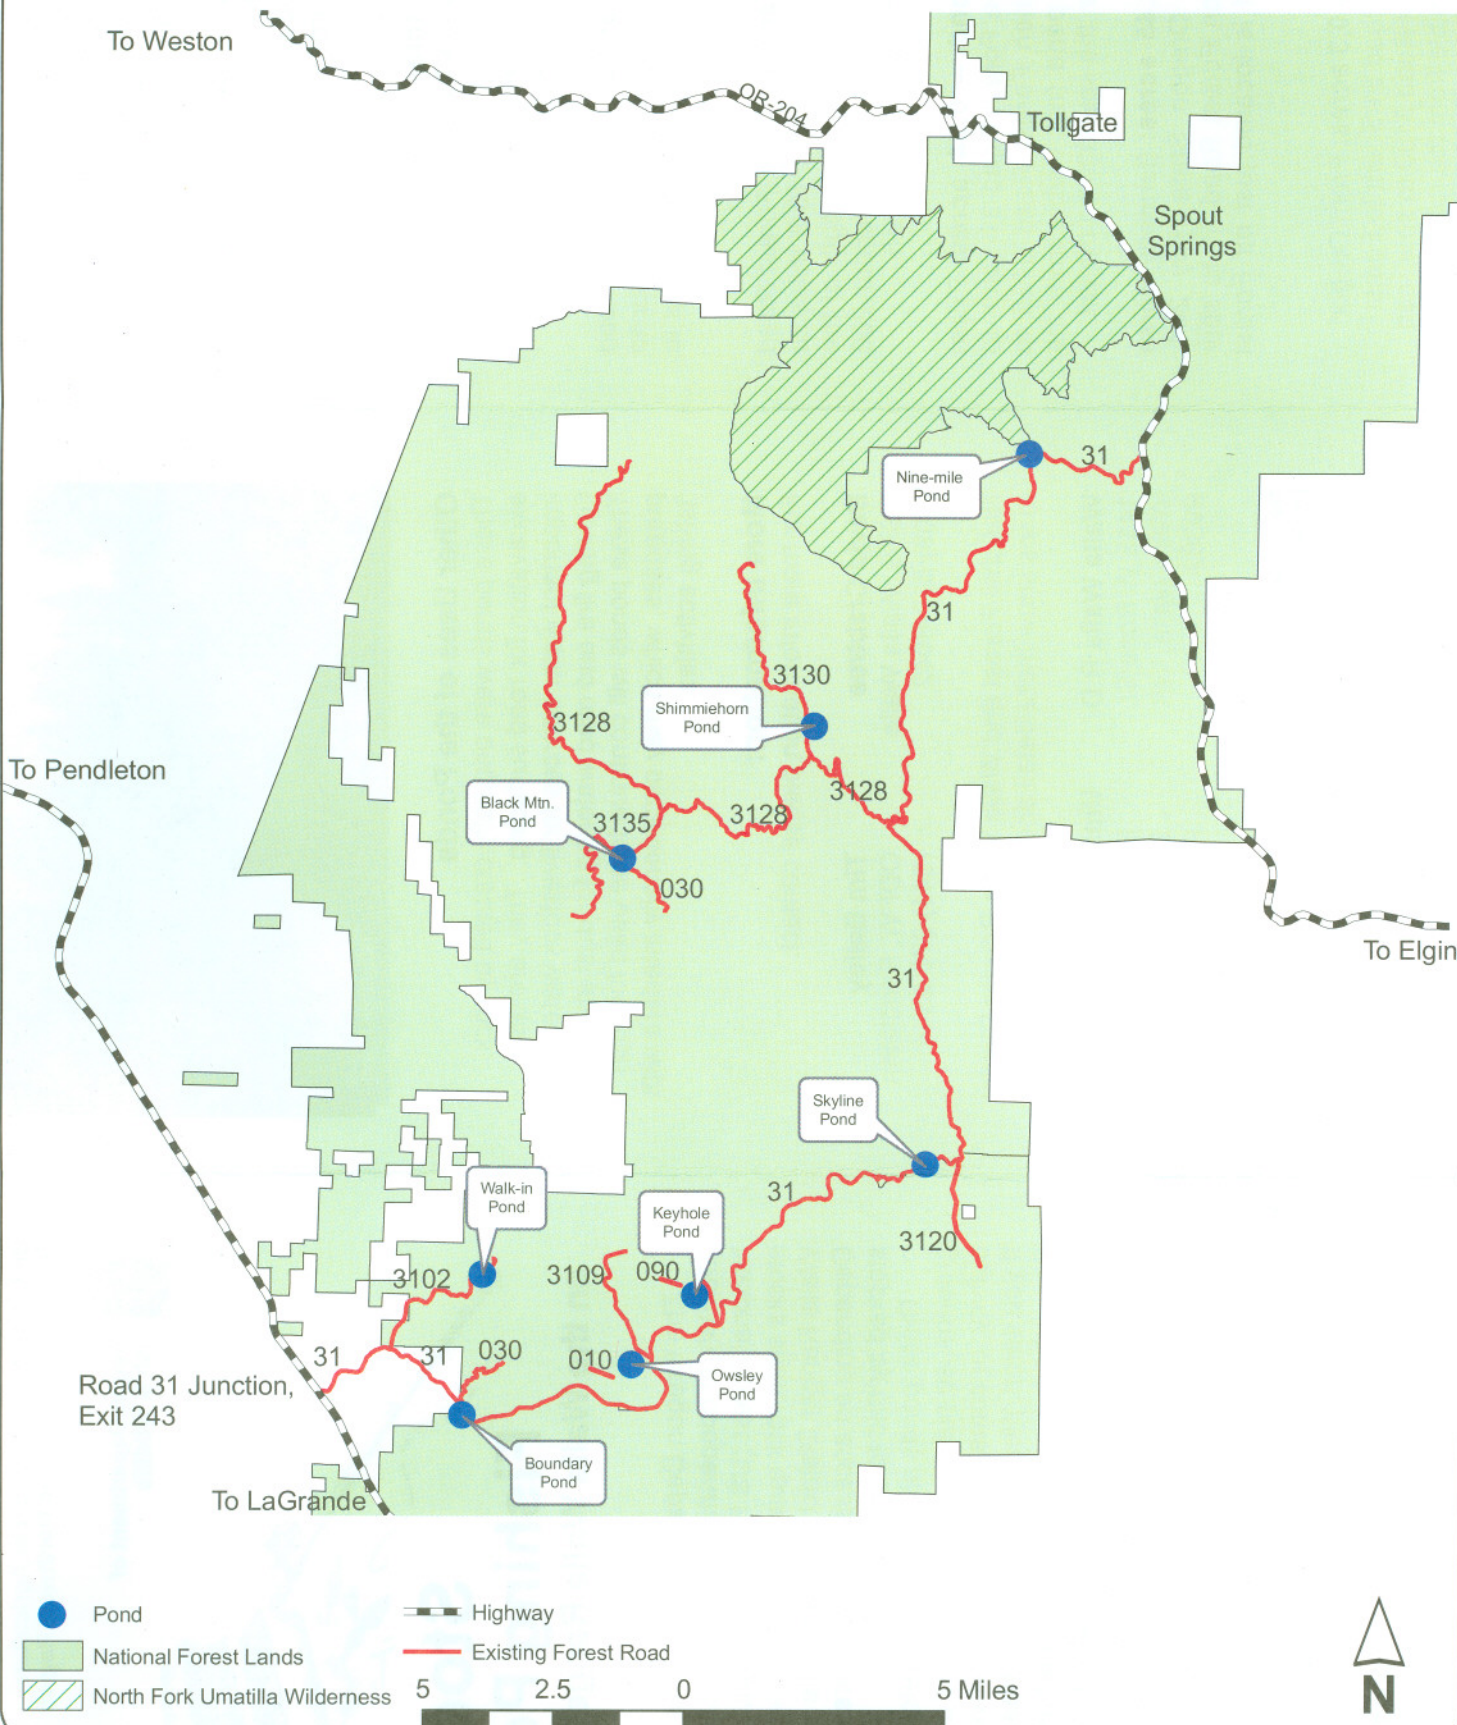 To Weston
OR-204
Tollgate
Spout
Springs
Nine-mile
Pond
31
31
3130
Shimmiehorn
Pond
3128
To Pendleton
3128
Black Mtn.
Pond
3135
3128
030
To Elgin
31
Skyline
Pond
Walk-in
Pond
31
Keyhole
Pond
3120
3102
3109
090
31
31
030
010
Road 31 Junction,
Exit 243
Owsley
Pond
Boundary
Pond
To LaGrande
Pond
Highway
National Forest Lands
Existing Forest Road
North Fork Umatilla Wilderness
5 2.5 0 5 Miles
N